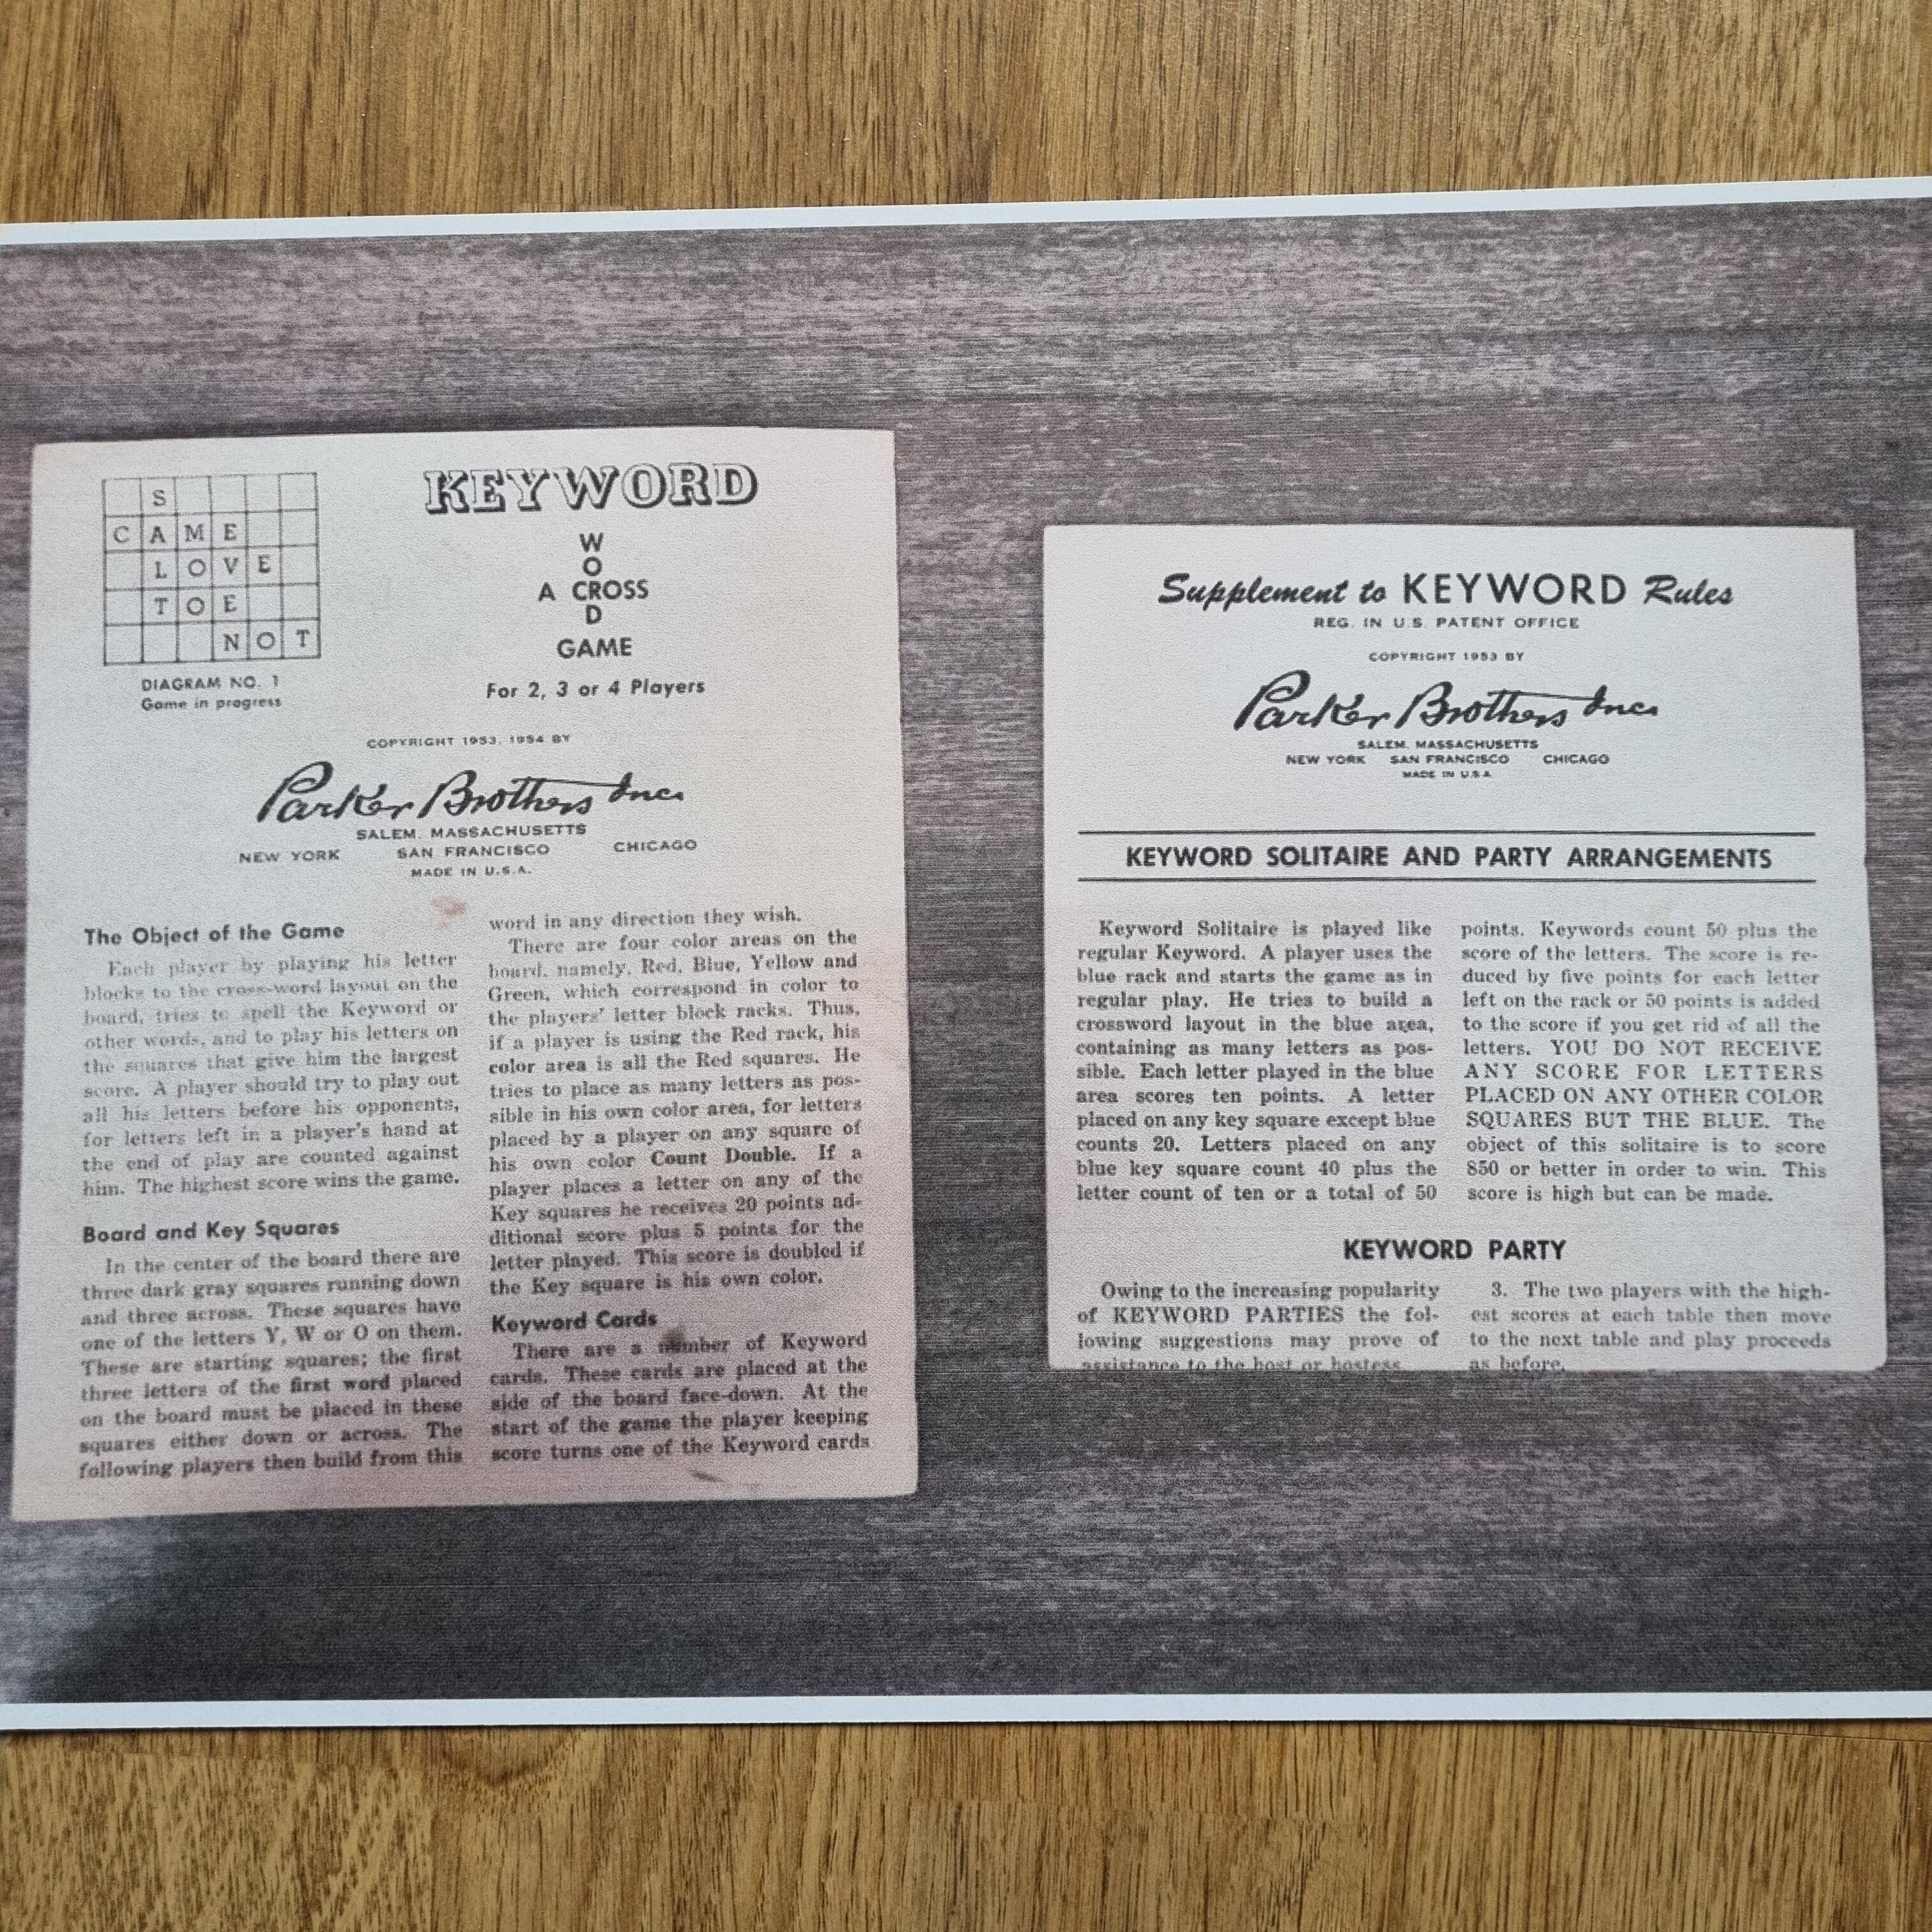 S
C A M E
L O V E
T O E
N O T
DIAGRAM NO. 1
Game in progress
KEYWORD
W
O
A CROSS
D
GAME
For 2, 3 or 4 Players
COPYRIGHT 1953, 1954 BY
Parker Brothers Inc.
SALEM, MASSACHUSETTS
NEW YORK SAN FRANCISCO CHICAGO
MADE IN U.S.A.
The Object of the Game
Each player by playing his letter
blocks to the cross-word layout on the
board, tries to spell the Keyword or
other words, and to play his letters on
the squares that give him the largest
score. A player should try to play out
all his letters before his opponents,
for letters left in a player's hand at
the end of play are counted against
him. The highest score wins the game.
Board and Key Squares
In the center of the board there are
three dark gray squares running down
and three across. These squares have
one of the letters Y, W or O on them.
These are starting squares; the first
three letters of the first word placed
on the board must be placed in these
squares either down or across. The
following players then build from this
word in any direction they wish.
There are four color areas on the
board, namely, Red, Blue, Yellow and
Green, which correspond in color to
the players' letter block racks. Thus,
if a player is using the Red rack, his
color area is all the Red squares. He
tries to place as many letters as pos-
sible in his own color area, for letters
placed by a player on any square of
his own color Count Double. If a
player places a letter on any of the
Key squares he receives 20 points ad-
ditional score plus 5 points for the
letter played. This score is doubled if
the Key square is his own color.
Keyword Cards
There are a number of Keyword
cards. These cards are placed at the
side of the board face-down. At the
start of the game the player keeping
score turns one of the Keyword cards
Supplement to KEYWORD Rules
REG. IN U.S. PATENT OFFICE
COPYRIGHT 1953 BY
Parker Brothers Inc.
SALEM, MASSACHUSETTS
NEW YORK SAN FRANCISCO CHICAGO
MADE IN U.S.A.
KEYWORD SOLITAIRE AND PARTY ARRANGEMENTS
Keyword Solitaire is played like
regular Keyword. A player uses the
blue rack and starts the game as in
regular play. He tries to build a
crossword layout in the blue area,
containing as many letters as pos-
sible. Each letter played in the blue
area scores ten points. A letter
placed on any key square except blue
counts 20. Letters placed on any
blue key square count 40 plus the
letter count of ten or a total of 50
points. Keywords count 50 plus the
score of the letters. The score is re-
duced by five points for each letter
left on the rack or 50 points is added
to the score if you get rid of all the
letters. YOU DO NOT RECEIVE
ANY SCORE FOR LETTERS
PLACED ON ANY OTHER COLOR
SQUARES BUT THE BLUE. The
object of this solitaire is to score
850 or better in order to win. This
score is high but can be made.
KEYWORD PARTY
Owing to the increasing popularity
of KEYWORD PARTIES the fol-
lowing suggestions may prove of
assistance to the host or hostess
3. The two players with the high-
est scores at each table then move
to the next table and play proceeds
as before.